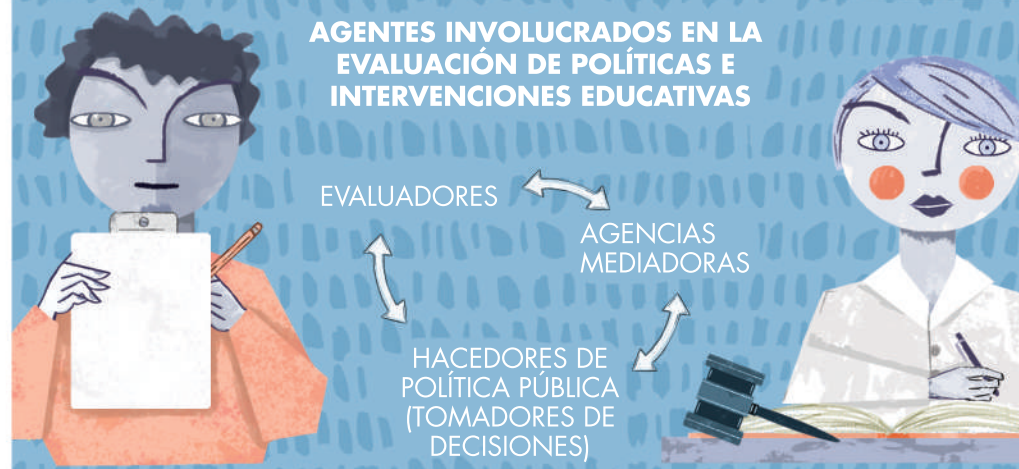 AGENTES INVOLUCRADOS EN LA
EVALUACIÓN DE POLÍTICAS E
INTERVENCIONES EDUCATIVAS
EVALUADORES
AGENCIAS
MEDIADORAS
HACEDORES DE
POLÍTICA PÚBLICA
(TOMADORES DE
DECISIONES)